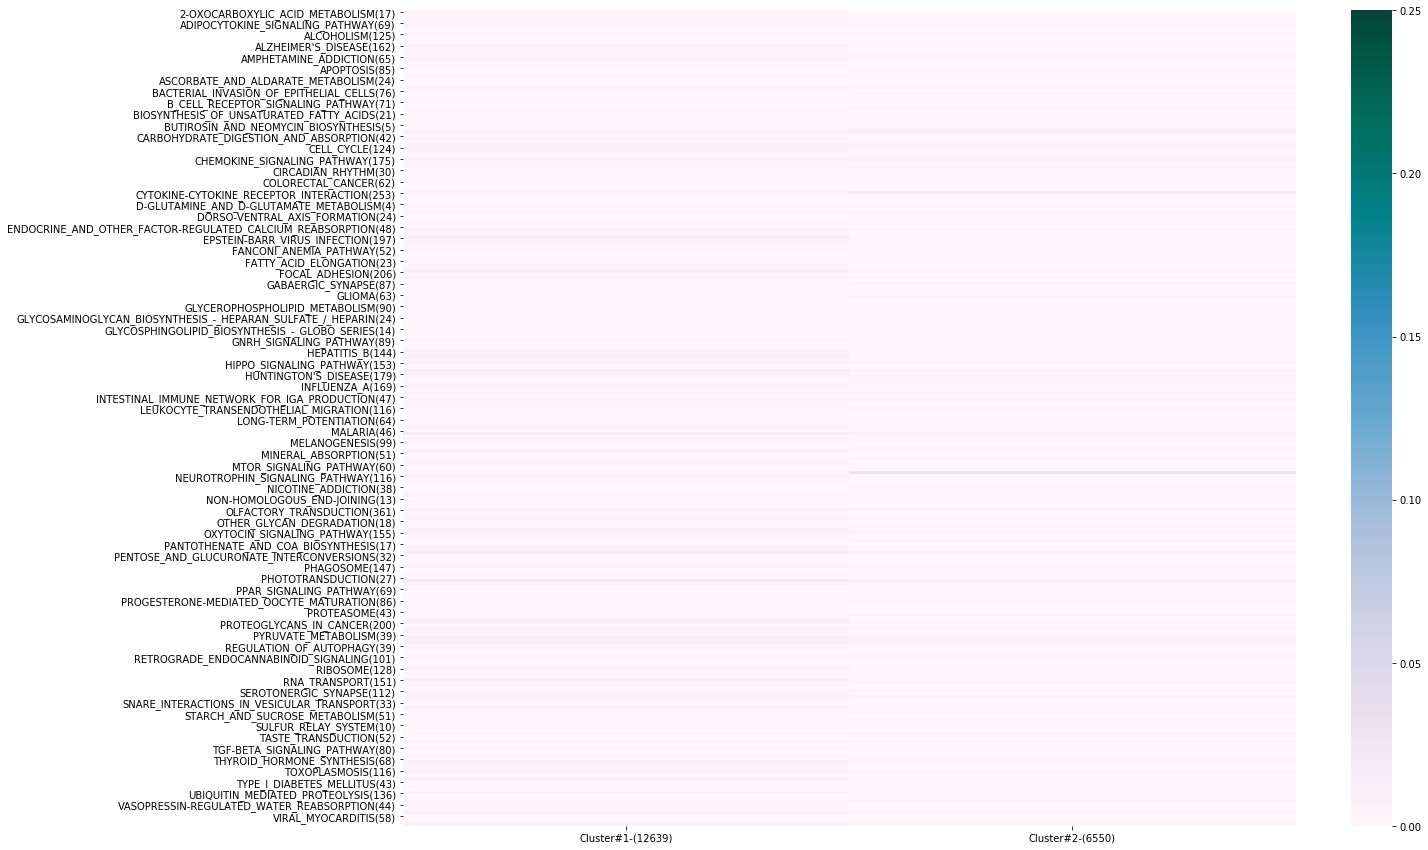 2-OXOCARBOXYLIC_ACID_METABOLISM(17)
ADIPOCYTOKINE_SIGNALING_PATHWAY(69)
ALCOHOLISM(125)
ALZHEIMER'S_DISEASE(162)
AMPHETAMINE_ADDICTION(65)
APOPTOSIS(85)
ASCORBATE_AND_ALDARATE_METABOLISM(24)
BACTERIAL_INVASION_OF_EPITHELIAL_CELLS(76)
B_CELL_RECEPTOR_SIGNALING_PATHWAY(71)
BIOSYNTHESIS_OF_UNSATURATED_FATTY_ACIDS(21)
BUTIROSIN_AND_NEOMYCIN_BIOSYNTHESIS(5)
CARBOHYDRATE_DIGESTION_AND_ABSORPTION(42)
CELL_CYCLE(124)
CHEMOKINE_SIGNALING_PATHWAY(175)
CIRCADIAN_RHYTHM(30)
COLORECTAL_CANCER(62)
CYTOKINE-CYTOKINE_RECEPTOR_INTERACTION(253)
D-GLUTAMINE_AND_D-GLUTAMATE_METABOLISM(4)
DORSO-VENTRAL_AXIS_FORMATION(24)
ENDOCRINE_AND_OTHER_FACTOR-REGULATED_CALCIUM_REABSORPTION(48)
EPSTEIN-BARR_VIRUS_INFECTION(197)
FANCONI_ANEMIA_PATHWAY(52)
FATTY_ACID_ELONGATION(23)
FOCAL_ADHESION(206)
GABAERGIC_SYNAPSE(87)
GLIOMA(63)
GLYCEROPHOSPHOLIPID_METABOLISM(90)
GLYCOSAMINOGLYCAN_BIOSYNTHESIS_-_HEPARAN_SULFATE_/_HEPARIN(24)
GLYCOSPHINGOLIPID_BIOSYNTHESIS_-_GLOBO_SERIES(14)
GNRH_SIGNALING_PATHWAY(89)
HEPATITIS_B(144)
HIPPO_SIGNALING_PATHWAY(153)
HUNTINGTON'S_DISEASE(179)
INFLUENZA_A(169)
INTESTINAL_IMMUNE_NETWORK_FOR_IGA_PRODUCTION(47)
LEUKOCYTE_TRANSENDOTHELIAL_MIGRATION(116)
LONG-TERM_POTENTIATION(64)
MALARIA(46)
MELANOGENESIS(99)
MINERAL_ABSORPTION(51)
MTOR_SIGNALING_PATHWAY(60)
NEUROTROPHIN_SIGNALING_PATHWAY(116)
NICOTINE_ADDICTION(38)
NON-HOMOLOGOUS_END-JOINING(13)
OLFACTORY_TRANSDUCTION(361)
OTHER_GLYCAN_DEGRADATION(18)
OXYTOCIN_SIGNALING_PATHWAY(155)
PANTOTHENATE_AND_COA_BIOSYNTHESIS(17)
PENTOSE_AND_GLUCURONATE_INTERCONVERSIONS(32)
PHAGOSOME(147)
PHOTOTRANSDUCTION(27)
PPAR_SIGNALING_PATHWAY(69)
PROGESTERONE-MEDIATED_OOCYTE_MATURATION(86)
PROTEASOME(43)
PROTEOGLYCANS_IN_CANCER(200)
PYRUVATE_METABOLISM(39)
REGULATION_OF_AUTOPHAGY(39)
RETROGRADE_ENDOCANNABINOID_SIGNALING(101)
RIBOSOME(128)
RNA_TRANSPORT(151)
SEROTONERGIC_SYNAPSE(112)
SNARE_INTERACTIONS_IN_VESICULAR_TRANSPORT(33)
STARCH_AND_SUCROSE_METABOLISM(51)
SULFUR_RELAY_SYSTEM(10)
TASTE_TRANSDUCTION(52)
TGF-BETA_SIGNALING_PATHWAY(80)
THYROID_HORMONE_SYNTHESIS(68)
TOXOPLASMOSIS(116)
TYPE_I_DIABETES_MELLITUS(43)
UBIQUITIN_MEDIATED_PROTEOLYSIS(136)
VASOPRESSIN-REGULATED_WATER_REABSORPTION(44)
VIRAL_MYOCARDITIS(58)
Cluster#1-(12639)
Cluster#2-(6550)
0.25
0.20
0.15
0.10
0.05
0.00